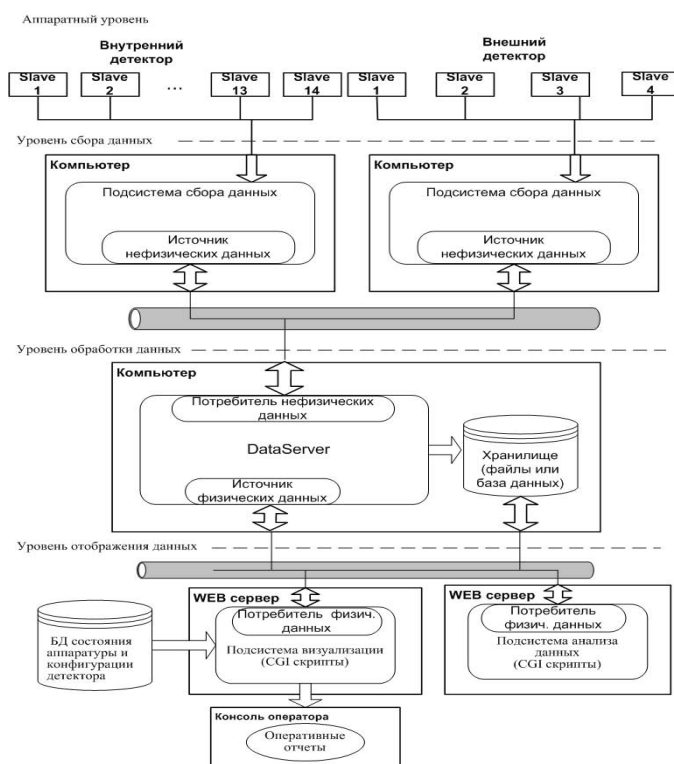 Аппаратный уровень
Внутренний
детектор
Внешний
детектор
Slave
1
Slave
2
...
Slave
13
Slave
14
Slave
1
Slave
2
Slave
3
Slave
4
Уровень сбора данных
Компьютер
Подсистема сбора данных
Источник
нефизических данных
Компьютер
Подсистема сбора данных
Источник
нефизических данных
Уровень обработки данных
Компьютер
Потребитель нефизических
данных
DataServer
Источник
физических данных
Хранилище
(файлы или
база данных)
Уровень отображения данных
WEB сервер
Потребитель физич.
данных
Подсистема визуализации
(CGI скрипты)
WEB сервер
Потребитель
физич. данных
Подсистема анализа
данных
(CGI скрипты)
БД состояния
аппаратуры и
конфигурации
детектора
Консоль оператора
Оперативные
отчеты